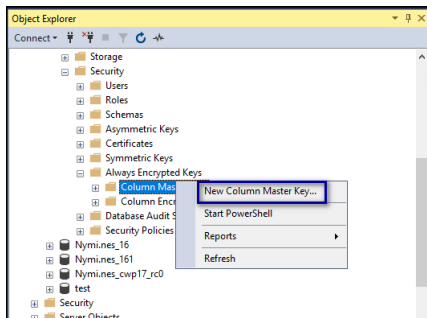 Object Explorer
Connect
Storage
Security
Users
Roles
Schemas
Asymmetric Keys
Certificates
Symmetric Keys
Always Encrypted Keys
Column Mas
New Column Master Key...
Column Encr
Start PowerShell
Database Audit S
Security Policies
Reports
Nymi.nes_16
Nymi.nes_161
Refresh
Nymi.nes_cwp17_rc0
test
Security
Server Objects